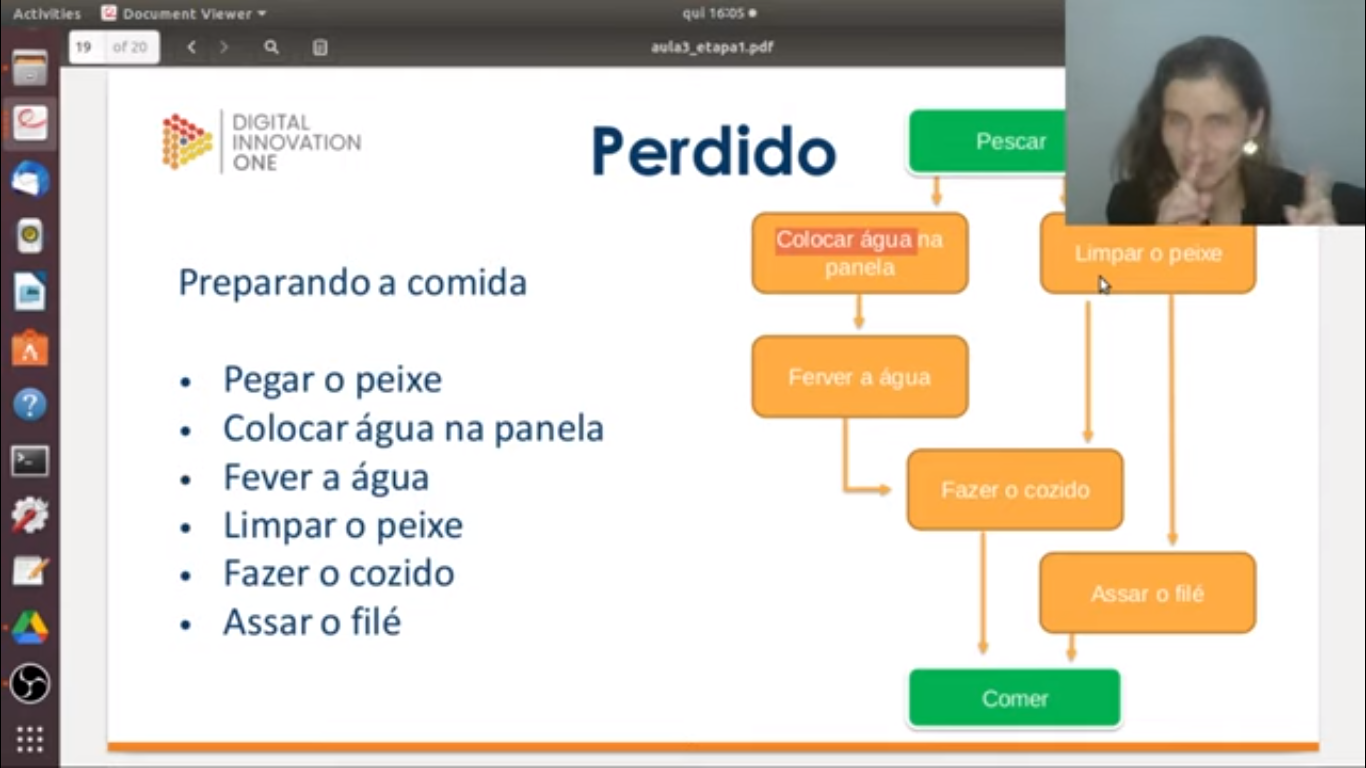 Activities
Document Viewer
qui 16:05
19 of 20
aula3_etapa1.pdf
DIGITAL
INNOVATION
ONE
Perdido
Preparando a comida
• Pegar o peixe
• Colocar água na panela
• Fever a água
• Limpar o peixe
• Fazer o cozido
• Assar o filé
Pescar
Colocar água na
panela
Limpar o peixe
Ferver a água
Fazer o cozido
Assar o filé
Comer